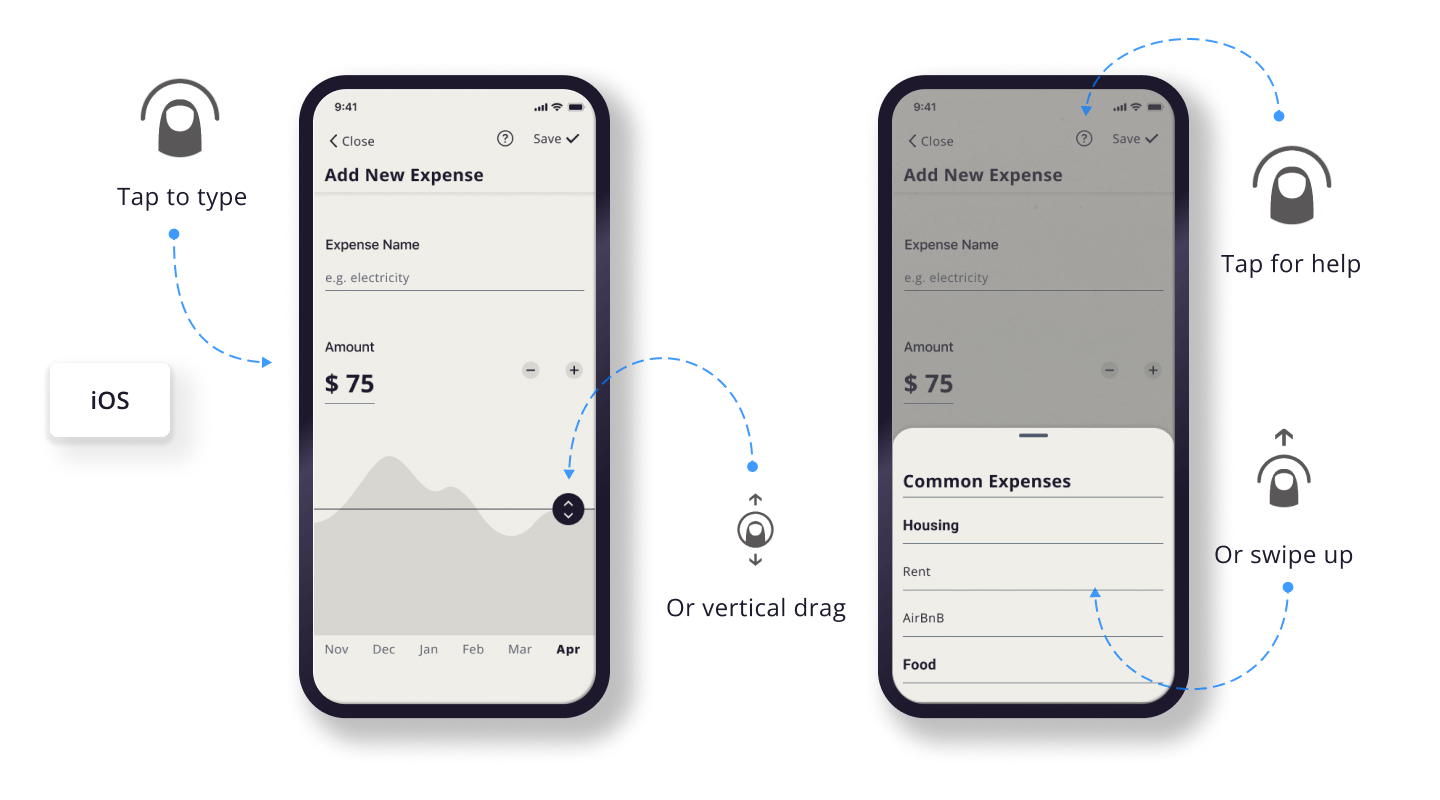 Tap to type
iOS
9:41
Close
? Save
Add New Expense
Expense Name
e.g. electricity
Amount
$ 75
− +
Nov Dec Jan Feb Mar Apr
Or vertical drag
9:41
Close
? Save
Add New Expense
Expense Name
e.g. electricity
Amount
$ 75
− +
Common Expenses
Housing
Rent
AirBnB
Food
Tap for help
Or swipe up